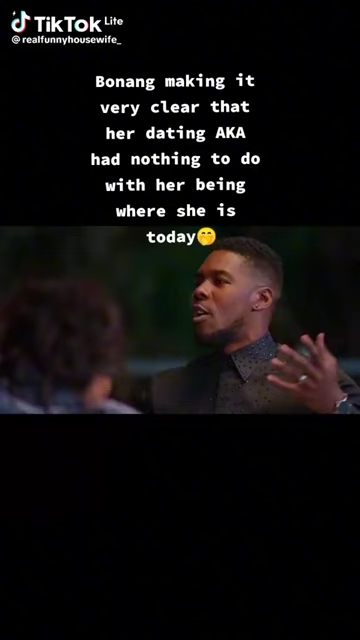 TikTok Lite
@realfunnyhousewife_
Bonang making it
very clear that
her dating AKA
had nothing to do
with her being
where she is
today🤭